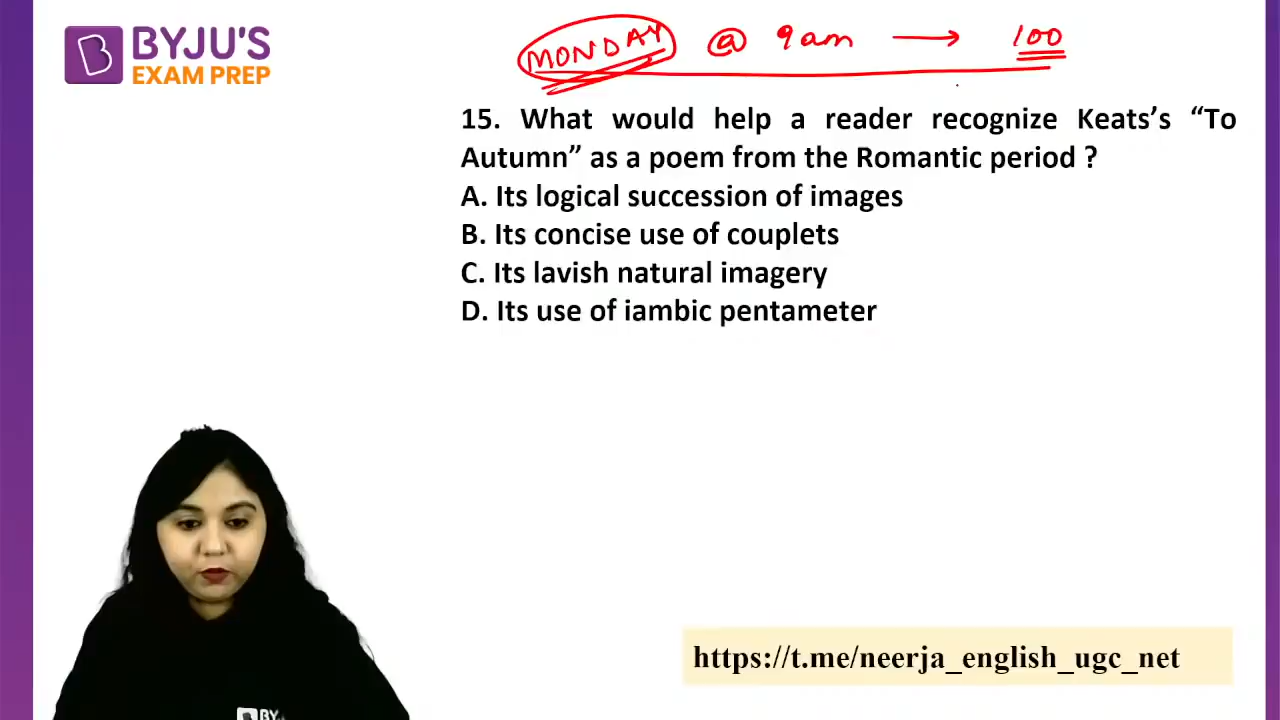 BYJU'S
EXAM PREP
MONDAY @ 9am → 100
15. What would help a reader recognize Keats's “To
Autumn” as a poem from the Romantic period ?
A. Its logical succession of images
B. Its concise use of couplets
C. Its lavish natural imagery
D. Its use of iambic pentameter
https://t.me/neerja_english_ugc_net
BY